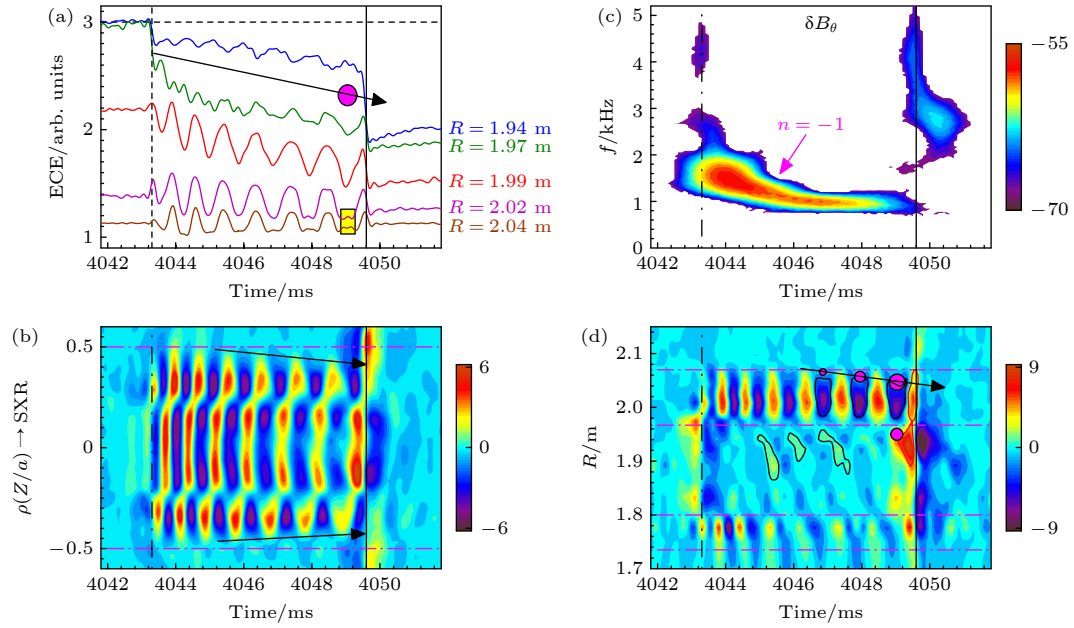 (a)
3
2
1
ECE/arb. units
R = 1.94 m
R = 1.97 m
R = 1.99 m
R = 2.02 m
R = 2.04 m
4042 4044 4046 4048 4050
Time/ms
(c)
δBθ
n = −1
5
4
3
2
1
0
f/kHz
4042 4044 4046 4048 4050
Time/ms
−55
−70
(b)
0.5
0
−0.5
ρ(Z/a) → SXR
4042 4044 4046 4048 4050
Time/ms
6
0
−6
(d)
2.1
2.0
1.9
1.8
1.7
R/m
4042 4044 4046 4048 4050
Time/ms
9
0
−9